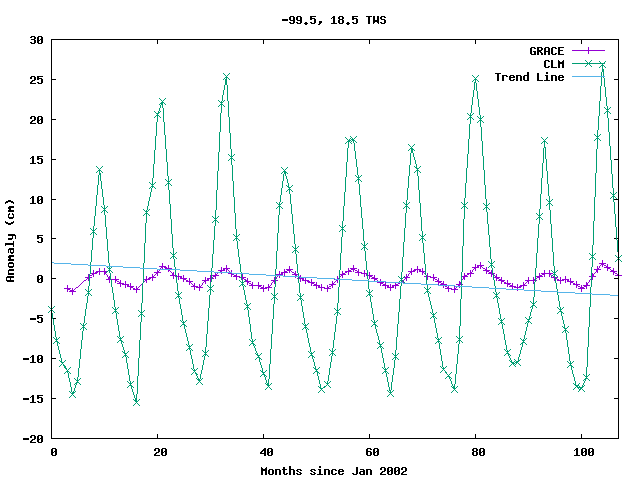 -99.5, 18.5 TWS
GRACE
CLM
Trend Line
30
25
20
15
10
5
0
-5
-10
-15
-20
Anomaly (cm)
0 20 40 60 80 100
Months since Jan 2002